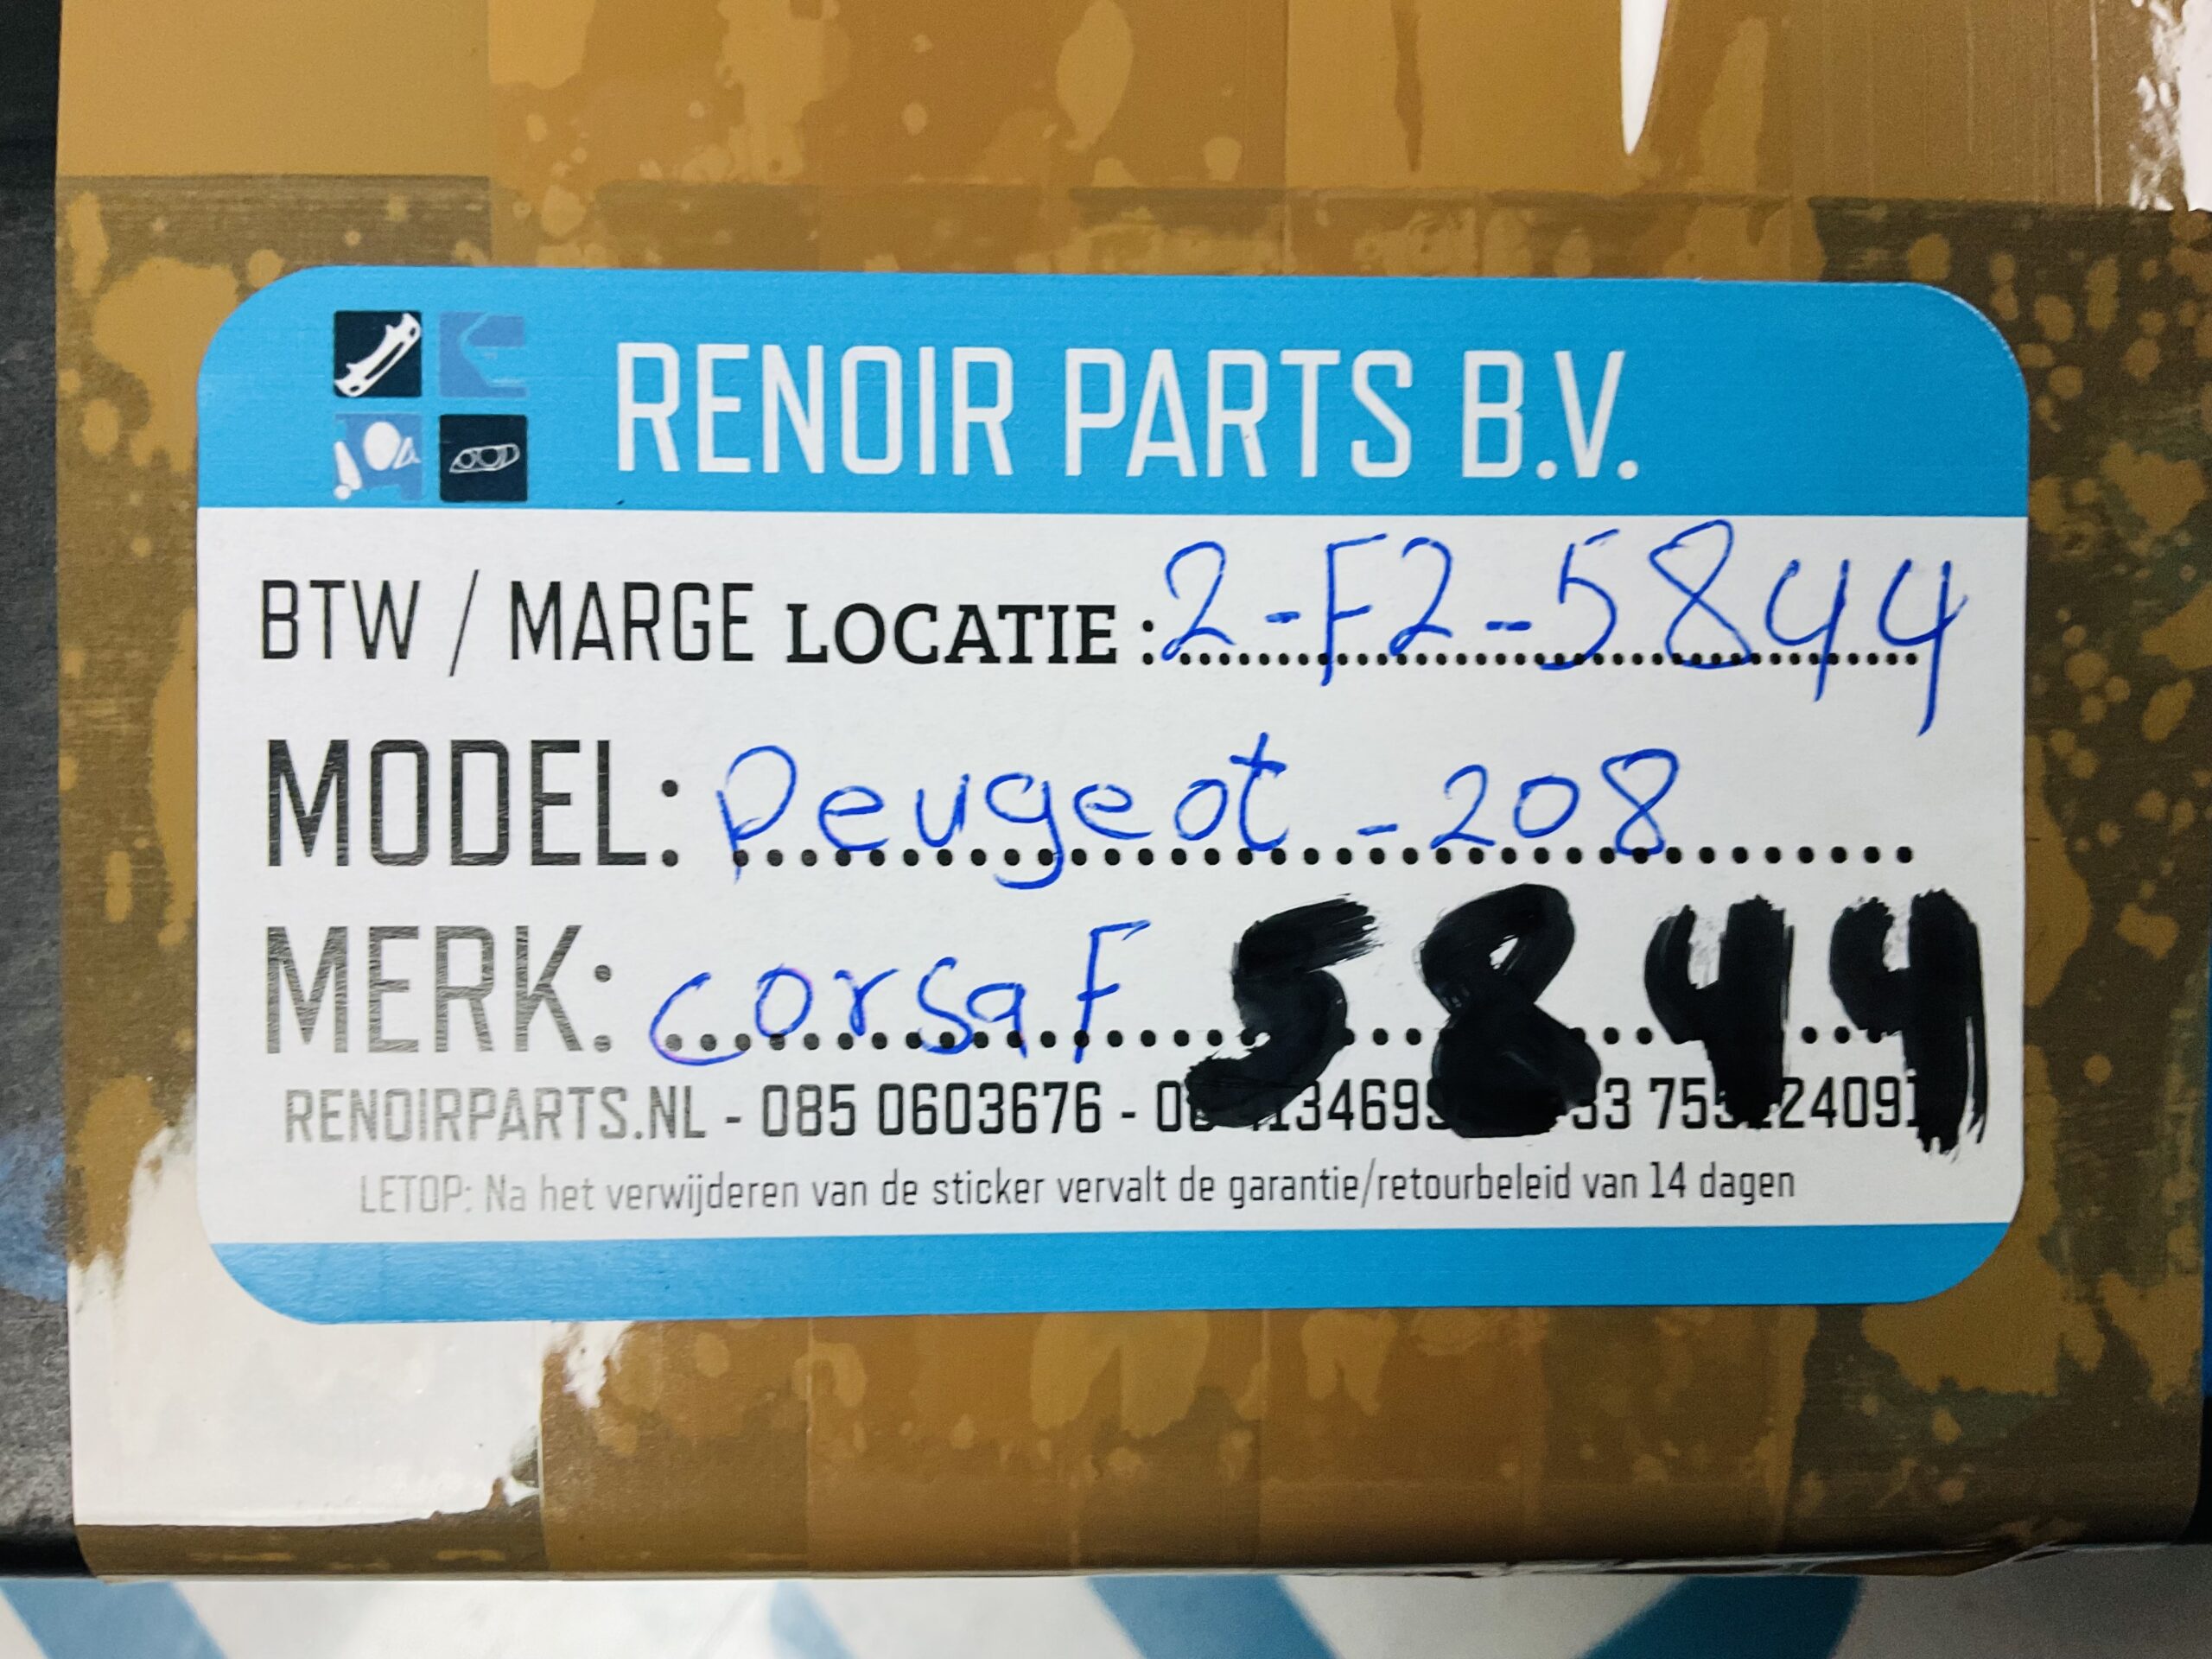 RENOIR PARTS B.V.
BTW / MARGE LOCATIE : 2-F2-5844
MODEL: Peugeot - 208
MERK: corsa F 5844
RENOIRPARTS.NL - 085 0603676 -
LETOP: Na het verwijderen van de sticker vervalt de garantie/retourbeleid van 14 dagen